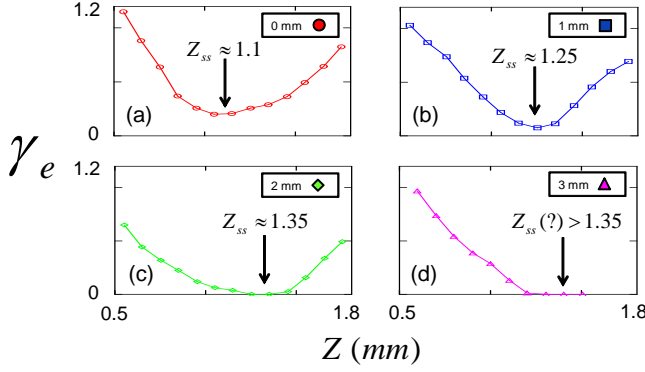 1.2
0 mm
1 mm
Z_ss ≈ 1.1
Z_ss ≈ 1.25
(a)
(b)
0
γ_e
1.2
2 mm
3 mm
Z_ss ≈ 1.35
Z_ss (?) > 1.35
(c)
(d)
0
0.5
1.8
0.5
1.8
Z (mm)